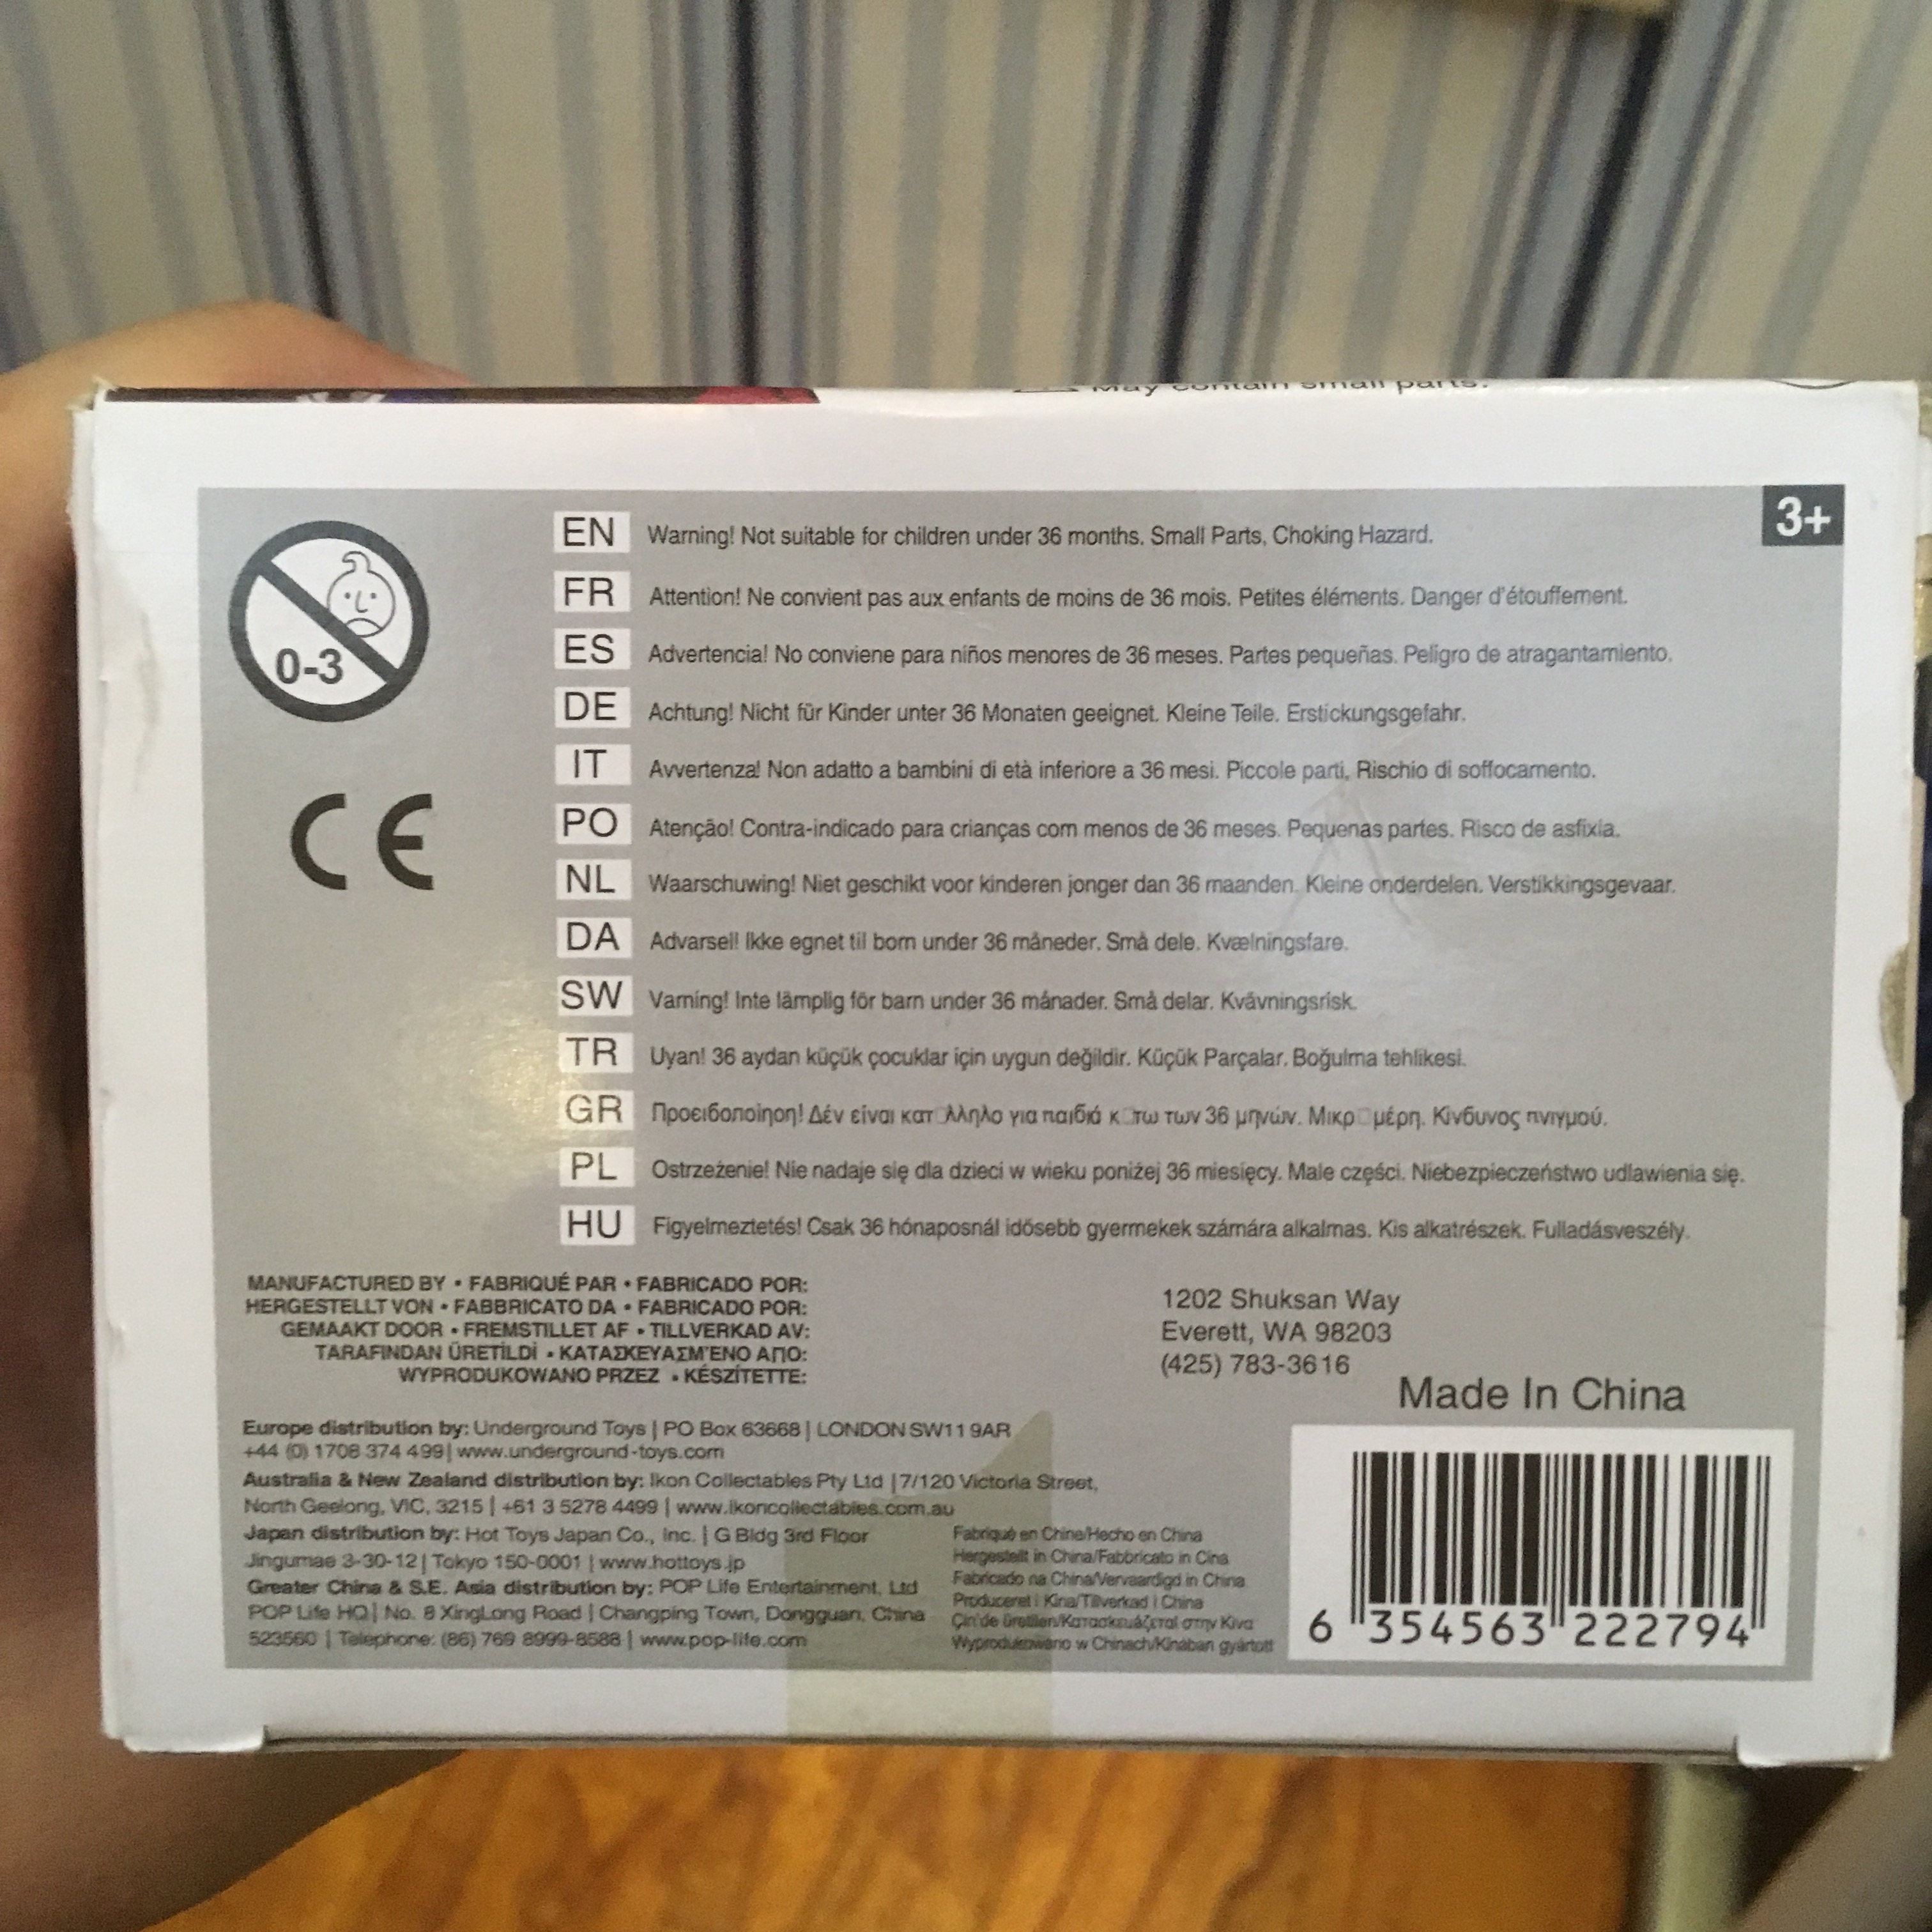 May contain small parts.
3+
0-3
CE
EN Warning! Not suitable for children under 36 months. Small Parts, Choking Hazard.
FR Attention! Ne convient pas aux enfants de moins de 36 mois. Petites éléments. Danger d'étouffement.
ES Advertencia! No conviene para niños menores de 36 meses. Partes pequeñas. Peligro de atragantamiento.
DE Achtung! Nicht für Kinder unter 36 Monaten geeignet. Kleine Teile. Erstickungsgefahr.
IT Avvertenza! Non adatto a bambini di età inferiore a 36 mesi. Piccole parti, Rischio di soffocamento.
PO Atenção! Contra-indicado para crianças com menos de 36 meses. Pequenas partes. Risco de asfixia.
NL Waarschuwing! Niet geschikt voor kinderen jonger dan 36 maanden. Kleine onderdelen. Verstikkingsgevaar.
DA Advarsel! Ikke egnet til born under 36 måneder. Små dele. Kvælningsfare.
SW Varning! Inte lämplig för barn under 36 månader. Små delar. Kvävningsrisk.
TR Uyan! 36 aydan küçük çocuklar için uygun değildir. Küçük Parçalar. Boğulma tehlikesi.
GR Προειδοποίηση! Δέν είναι κατ□λληλο για παιδιά κ□τω των 36 μηνών. Μικρ□ μέρη. Κίνδυνος πνιγμού.
PL Ostrzeżenie! Nie nadaje się dla dzieci w wieku poniżej 36 miesięcy. Male części. Niebezpieczeństwo udlawienia się.
HU Figyelmeztetés! Csak 36 hónaposnál idősebb gyermekek számára alkalmas. Kis alkatrészek. Fulladásveszély.
MANUFACTURED BY • FABRIQUÉ PAR • FABRICADO POR:
HERGESTELLT VON • FABBRICATO DA • FABRICADO POR:
GEMAAKT DOOR • FREMSTILLET AF • TILLVERKAD AV:
TARAFINDAN ÜRETİLDİ • ΚΑΤΑΣΚΕΥΑΣΜ'ΕΝΟ ΑΠΟ:
WYPRODUKOWANO PRZEZ • KÉSZÍTETTE:
1202 Shuksan Way
Everett, WA 98203
(425) 783-3616
Made In China
Europe distribution by: Underground Toys | PO Box 63668 | LONDON SW11 9AR
+44 (0) 1708 374 499| www.underground-toys.com
Australia & New Zealand distribution by: Ikon Collectables Pty Ltd |7/120 Victoria Street,
North Geelong, VIC, 3215 | +61 3 5278 4499 | www.ikoncollectables.com.au
Japan distribution by: Hot Toys Japan Co., Inc. | G Bldg 3rd Floor
Jingumae 3-30-12 | Tokyo 150-0001 | www.hottoys.jp
Greater China & S.E. Asia distribution by: POP Life Entertainment, Ltd
POP Life HQ | No. 8 XingLong Road | Changping Town, Dongguan, China
523560 | Telephone: (86) 769 8999-8588 | www.pop-life.com
Fabriqué en Chine/Hecho en China
Hergestellt in China/Fabbricato in Cina
Fabricado na China/Vervaardigd in China
Produceret i Kina/Tillverkad i China
Çin'de üretilen/Κατασκευάζεται στην Κίνα
Wyprodukowano w Chinach/Kínában gyártott
6 354563 222794